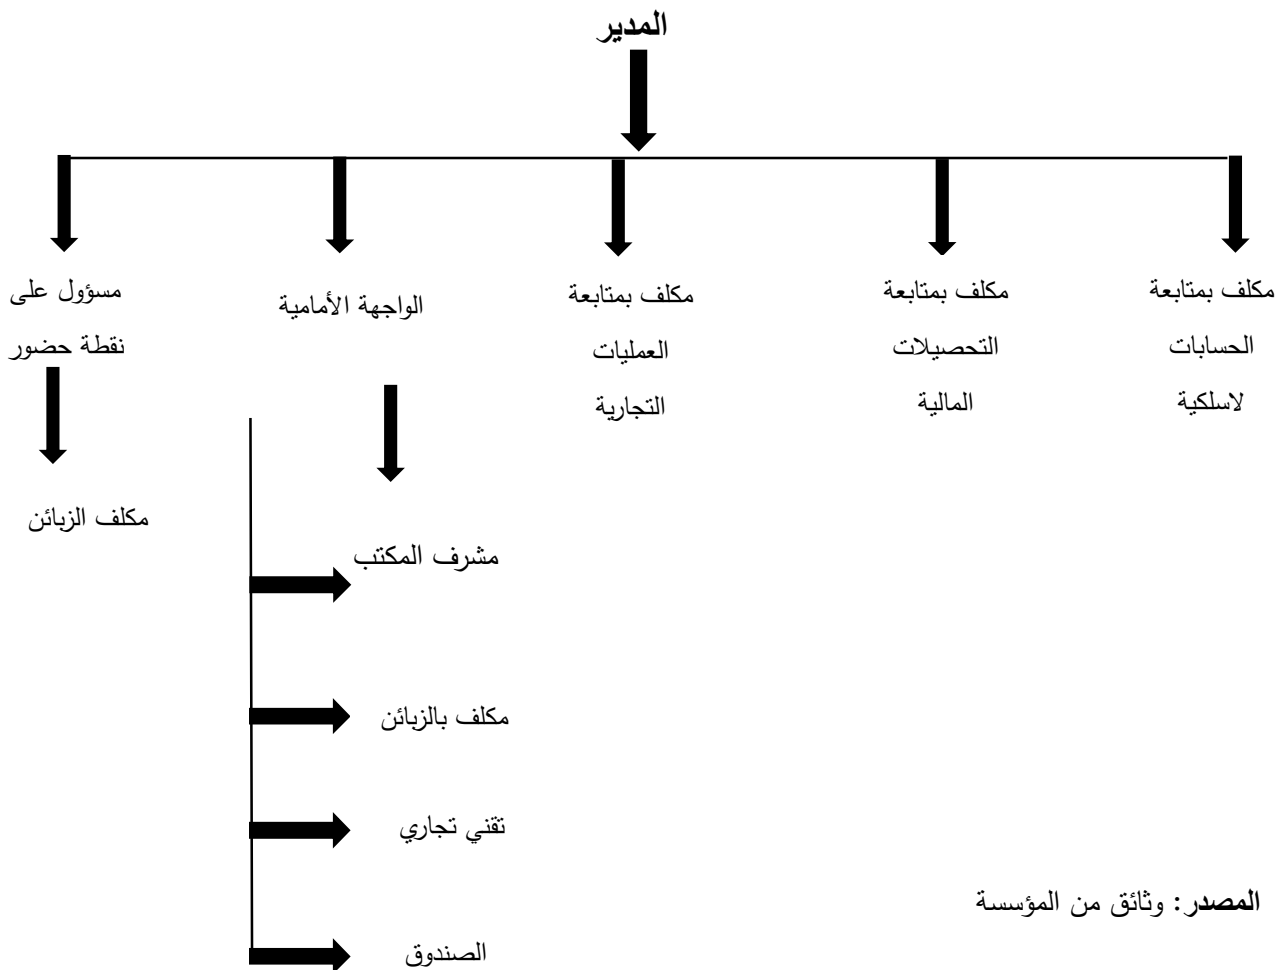 المدير
مكلف بمتابعة
الحسابات
لاسلكية
مكلف بمتابعة
التحصيلات
المالية
مكلف بمتابعة
العمليات
التجارية
الواجهة الأمامية
مسؤول على
نقطة حضور
مكلف الزبائن
مشرف المكتب
مكلف بالزبائن
تقني تجاري
الصندوق
المصدر: وثائق من المؤسسة